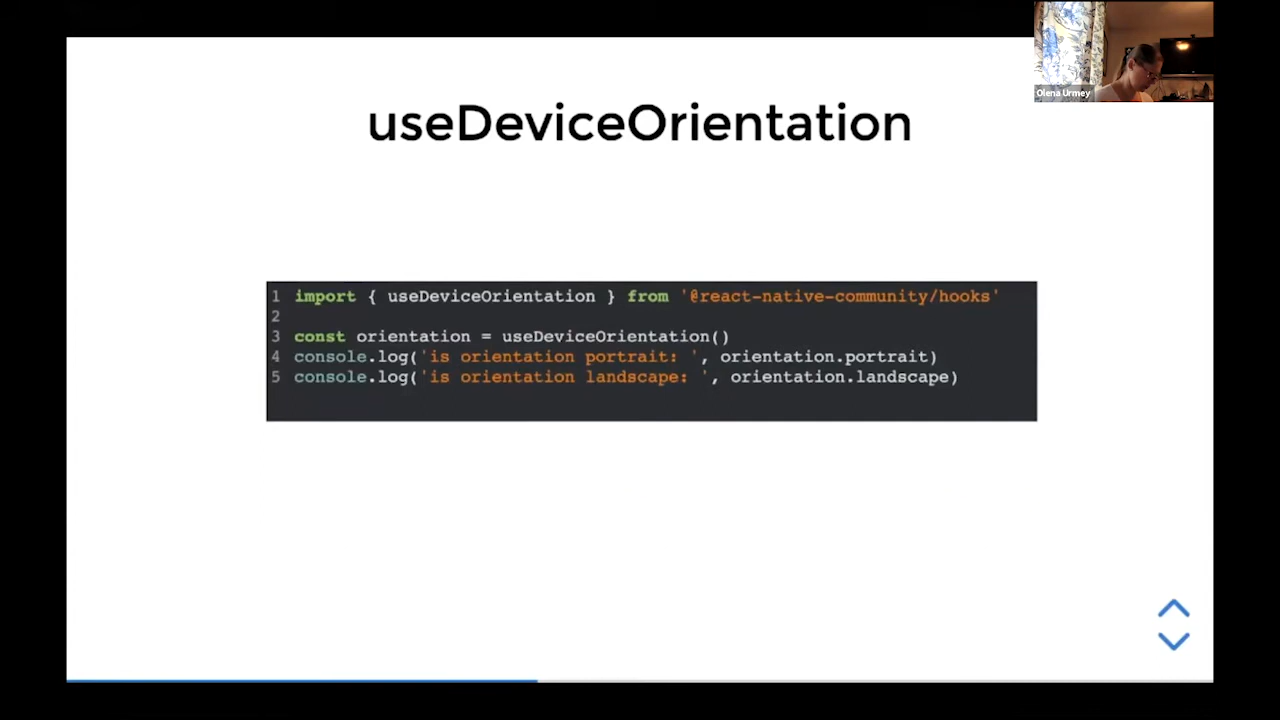 Olena Urmey
useDeviceOrientation
1 import { useDeviceOrientation } from '@react-native-community/hooks'
2
3 const orientation = useDeviceOrientation()
4 console.log('is orientation portrait: ', orientation.portrait)
5 console.log('is orientation landscape: ', orientation.landscape)